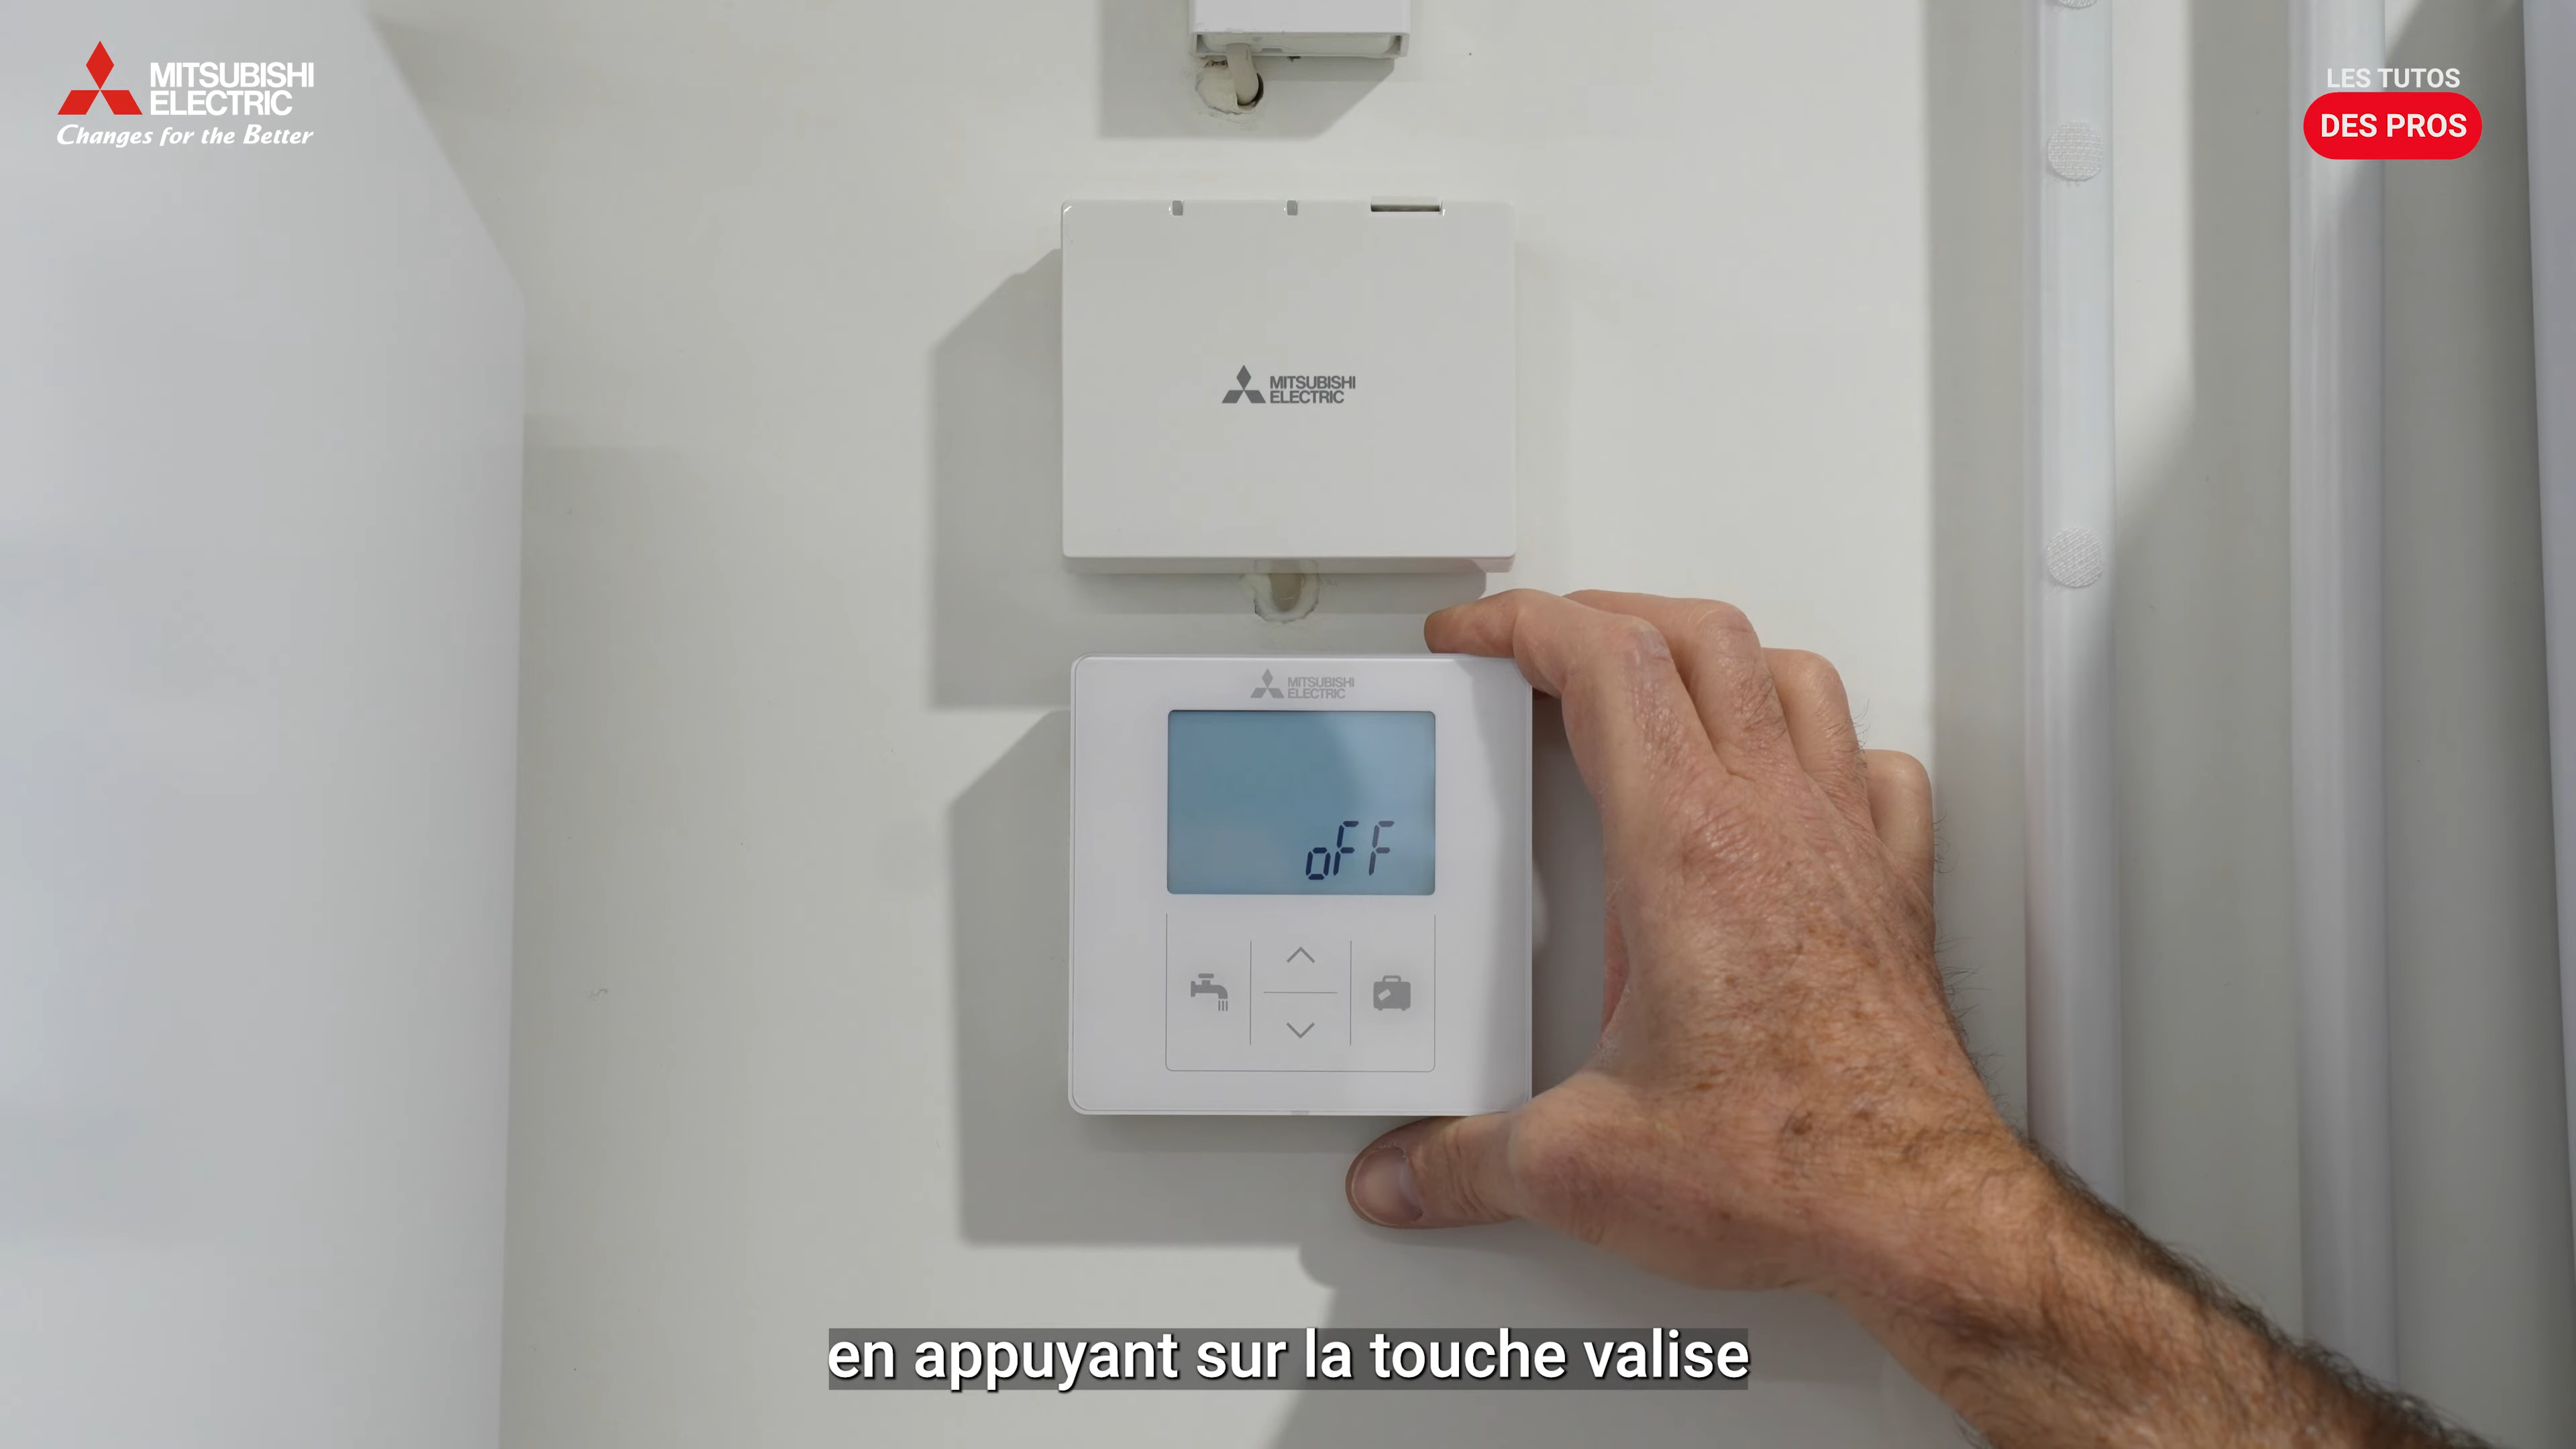 MITSUBISHI
ELECTRIC
Changes for the Better
LES TUTOS
DES PROS
MITSUBISHI
ELECTRIC
MITSUBISHI
ELECTRIC
oFF
en appuyant sur la touche valise